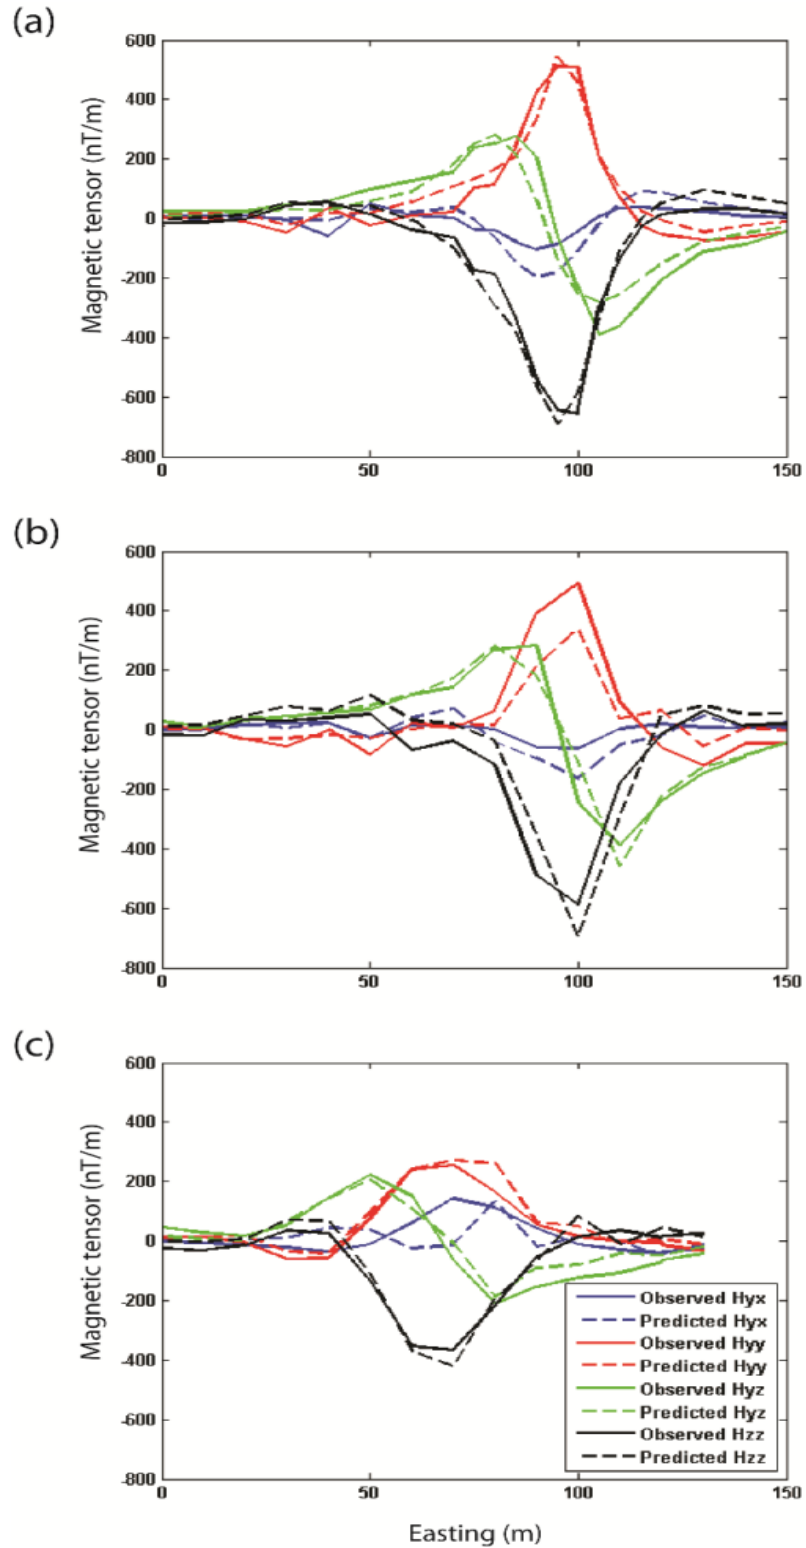 (a)
Magnetic tensor (nT/m)
600
400
200
0
-200
-400
-600
-800
0 50 100 150
(b)
Magnetic tensor (nT/m)
600
400
200
0
-200
-400
-600
-800
0 50 100 150
(c)
Magnetic tensor (nT/m)
600
400
200
0
-200
-400
-600
-800
0 50 100 150
Observed Hyx
Predicted Hyx
Observed Hyy
Predicted Hyy
Observed Hyz
Predicted Hyz
Observed Hzz
Predicted Hzz
Easting (m)